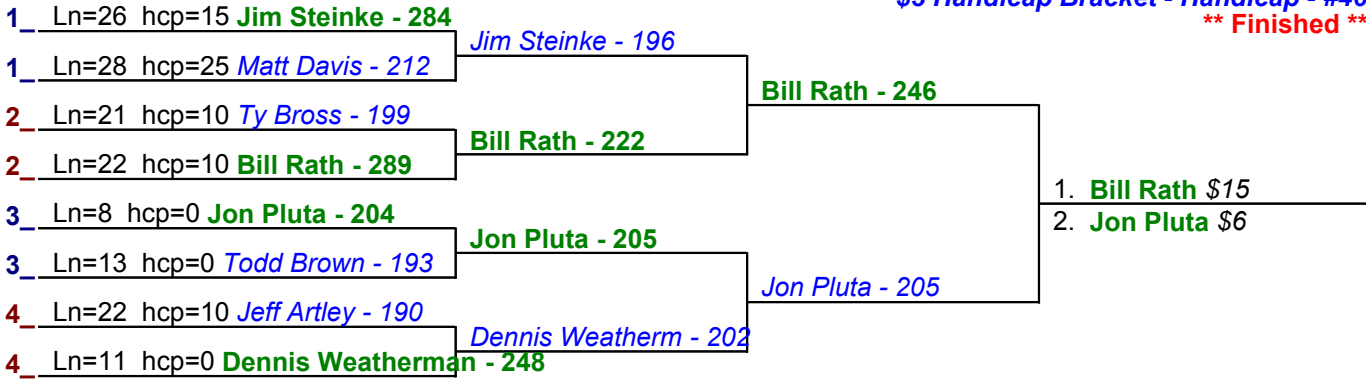 $5 Handicap Bracket - Handicap - #46
** Finished **
1_ Ln=26 hcp=15 Jim Steinke - 284
1_ Ln=28 hcp=25 Matt Davis - 212
2_ Ln=21 hcp=10 Ty Bross - 199
2_ Ln=22 hcp=10 Bill Rath - 289
3_ Ln=8 hcp=0 Jon Pluta - 204
3_ Ln=13 hcp=0 Todd Brown - 193
4_ Ln=22 hcp=10 Jeff Artley - 190
4_ Ln=11 hcp=0 Dennis Weatherman - 248
Jim Steinke - 196
Bill Rath - 222
Jon Pluta - 205
Dennis Weatherm - 202
Bill Rath - 246
Jon Pluta - 205
1. Bill Rath $15
2. Jon Pluta $6